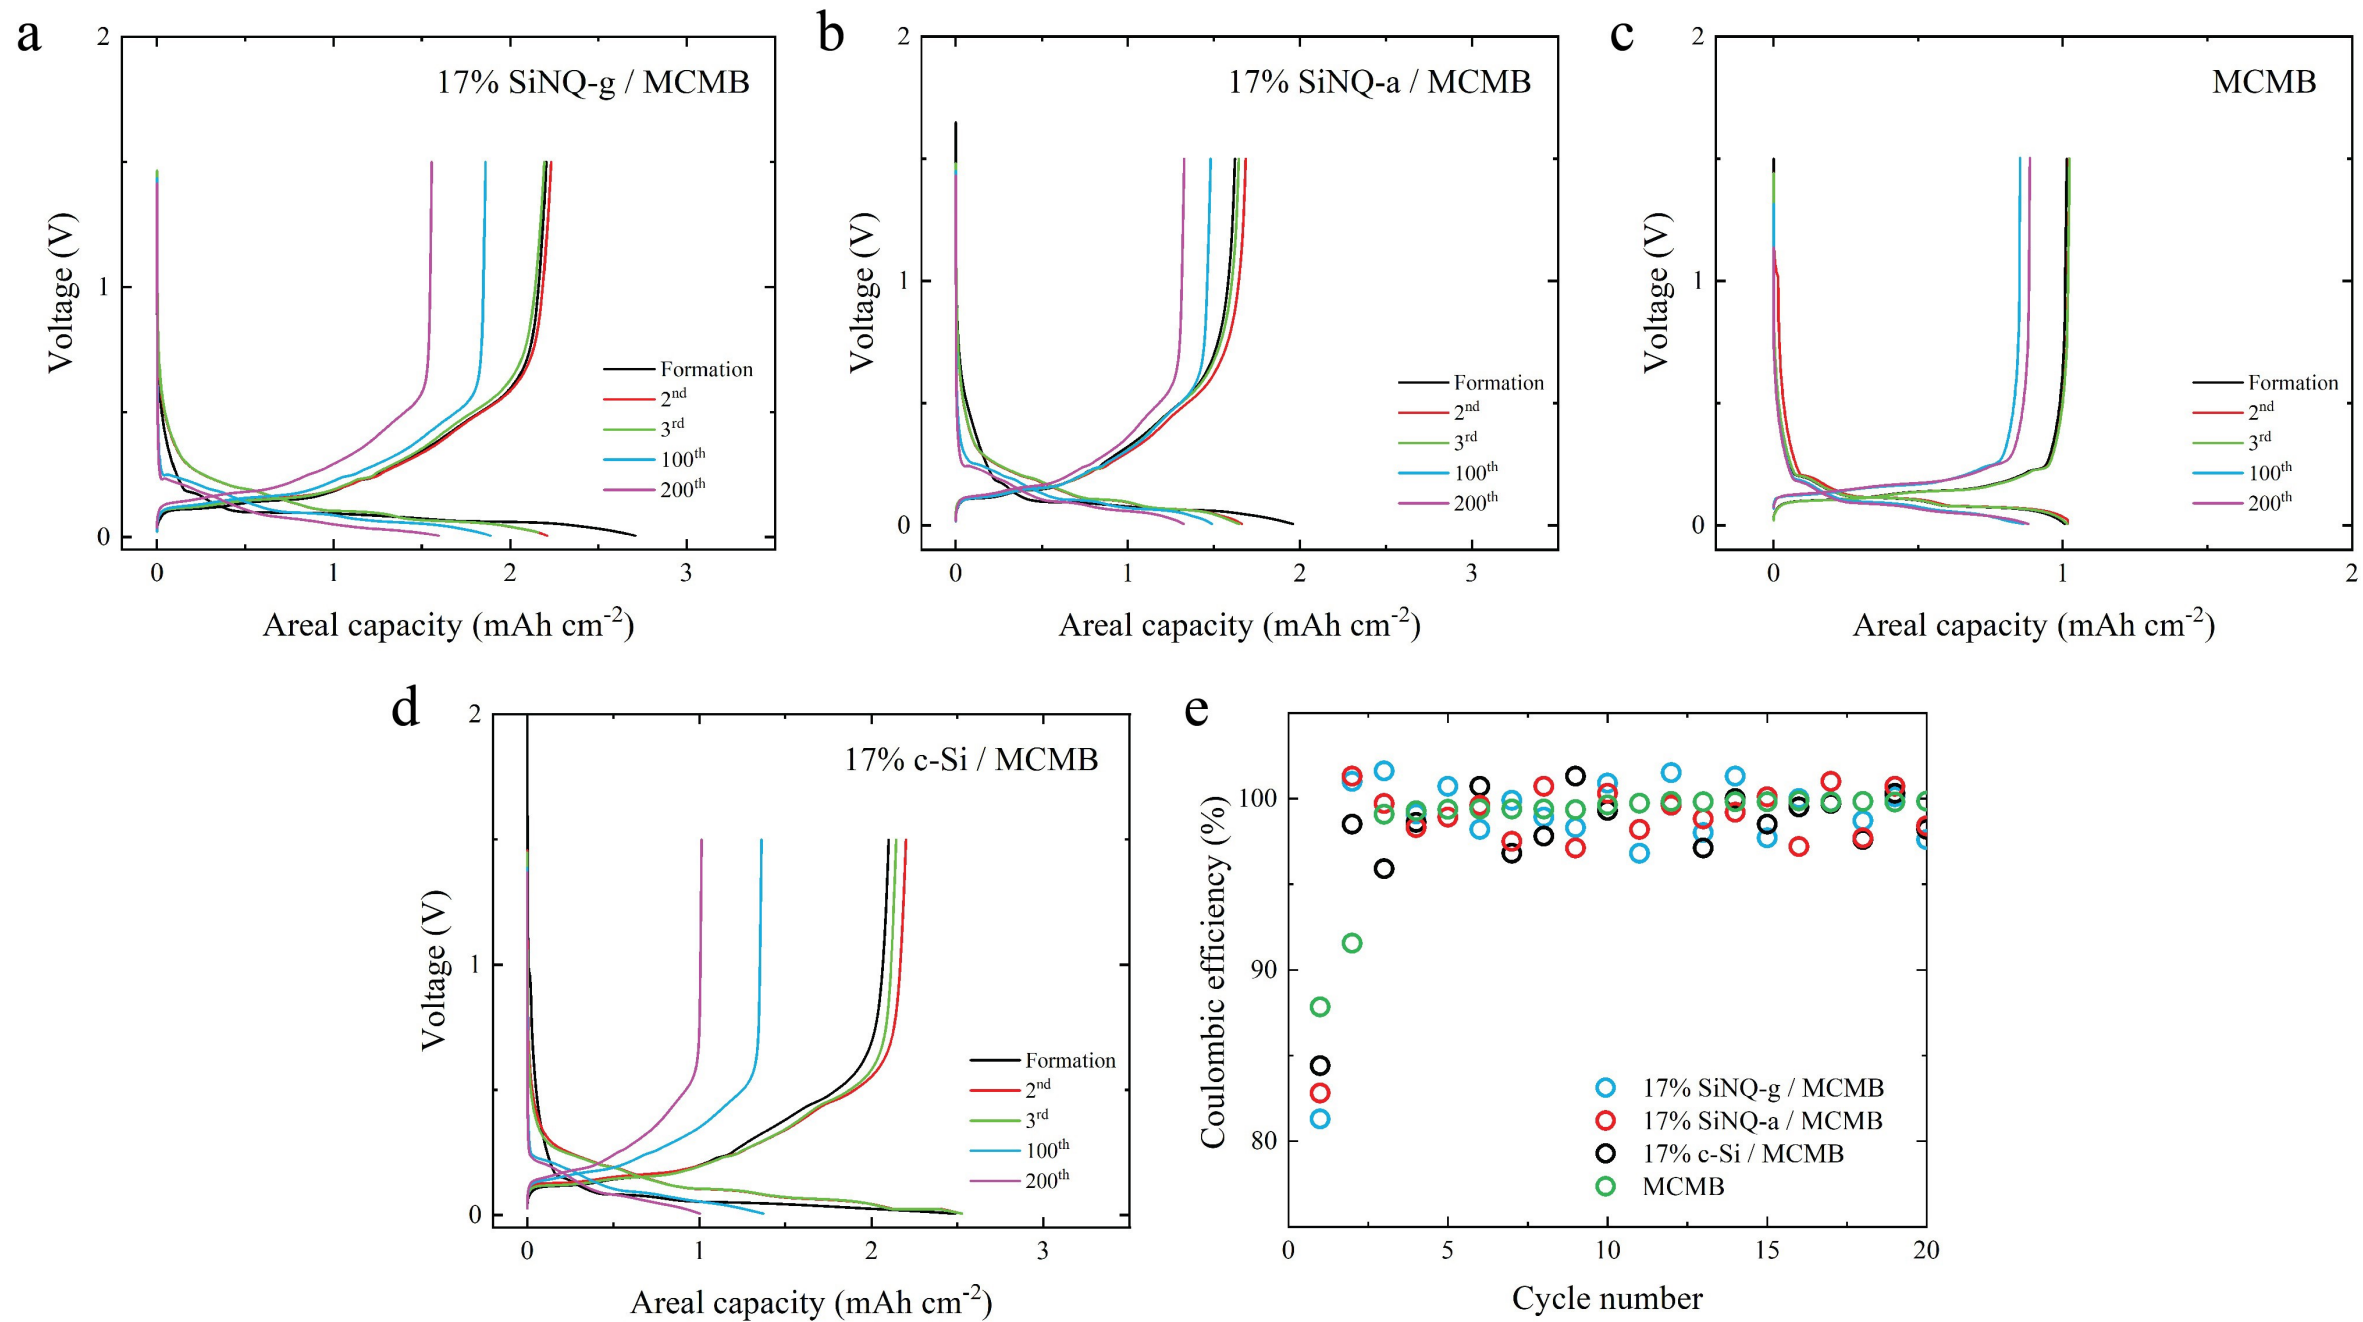 a
17% SiNQ-g / MCMB
2
1
0
Voltage (V)
Formation
2nd
3rd
100th
200th
0 1 2 3
Areal capacity (mAh cm-2)
b
17% SiNQ-a / MCMB
2
1
0
Voltage (V)
Formation
2nd
3rd
100th
200th
0 1 2 3
Areal capacity (mAh cm-2)
c
MCMB
2
1
0
Voltage (V)
Formation
2nd
3rd
100th
200th
0 1 2
Areal capacity (mAh cm-2)
d
17% c-Si / MCMB
2
1
0
Voltage (V)
Formation
2nd
3rd
100th
200th
0 1 2 3
Areal capacity (mAh cm-2)
e
100
90
80
Coulombic efficiency (%)
17% SiNQ-g / MCMB
17% SiNQ-a / MCMB
17% c-Si / MCMB
MCMB
0 5 10 15 20
Cycle number